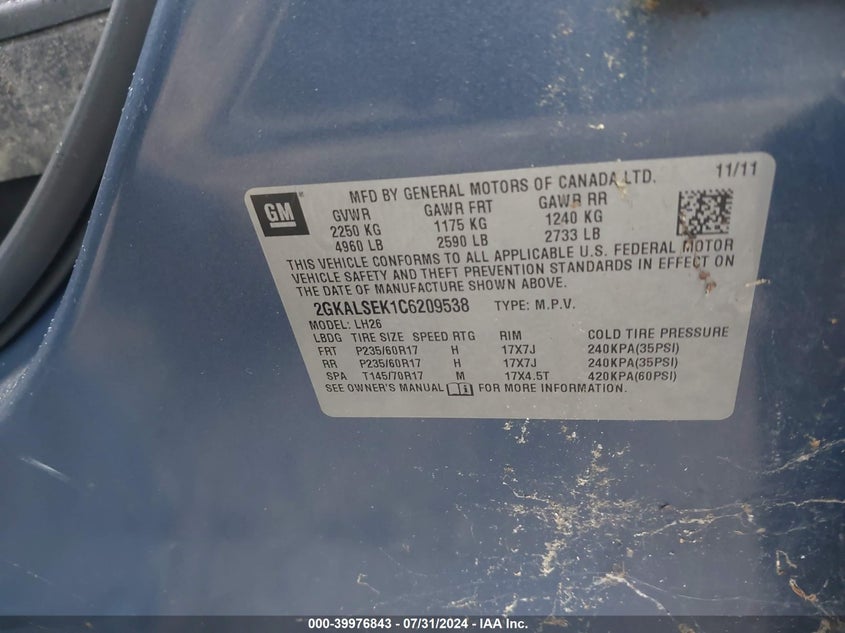 GM
MFD BY GENERAL MOTORS OF CANADA LTD. 11/11
GVWR GAWR FRT GAWR RR
2250 KG 1175 KG 1240 KG
4960 LB 2590 LB 2733 LB
THIS VEHICLE CONFORMS TO ALL APPLICABLE U.S. FEDERAL MOTOR
VEHICLE SAFETY AND THEFT PREVENTION STANDARDS IN EFFECT ON
THE DATE OF MANUFACTURE SHOWN ABOVE.
2GKALSEK1C6209538 TYPE: M.P.V.
MODEL: LH26
LBDG TIRE SIZE SPEED RTG RIM COLD TIRE PRESSURE
FRT P235/60R17 H 17X7J 240KPA(35PSI)
RR P235/60R17 H 17X7J 240KPA(35PSI)
SPA T145/70R17 M 17X4.5T 420KPA(60PSI)
SEE OWNER'S MANUAL FOR MORE INFORMATION.
000-39976843 - 07/31/2024 - IAA Inc.